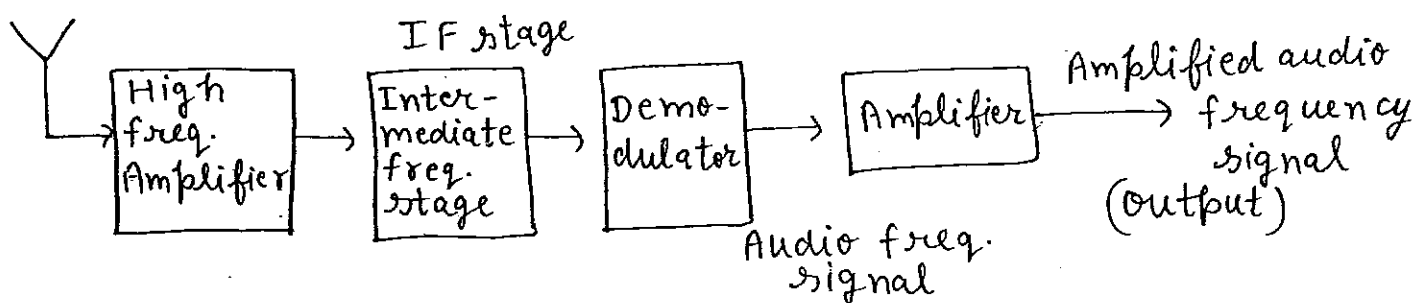 IF stage
High
freq.
Amplifier
Inter-
mediate
freq.
stage
Demo-
dulator
Audio freq.
signal
Amplifier
Amplified audio
frequency
signal
(output)